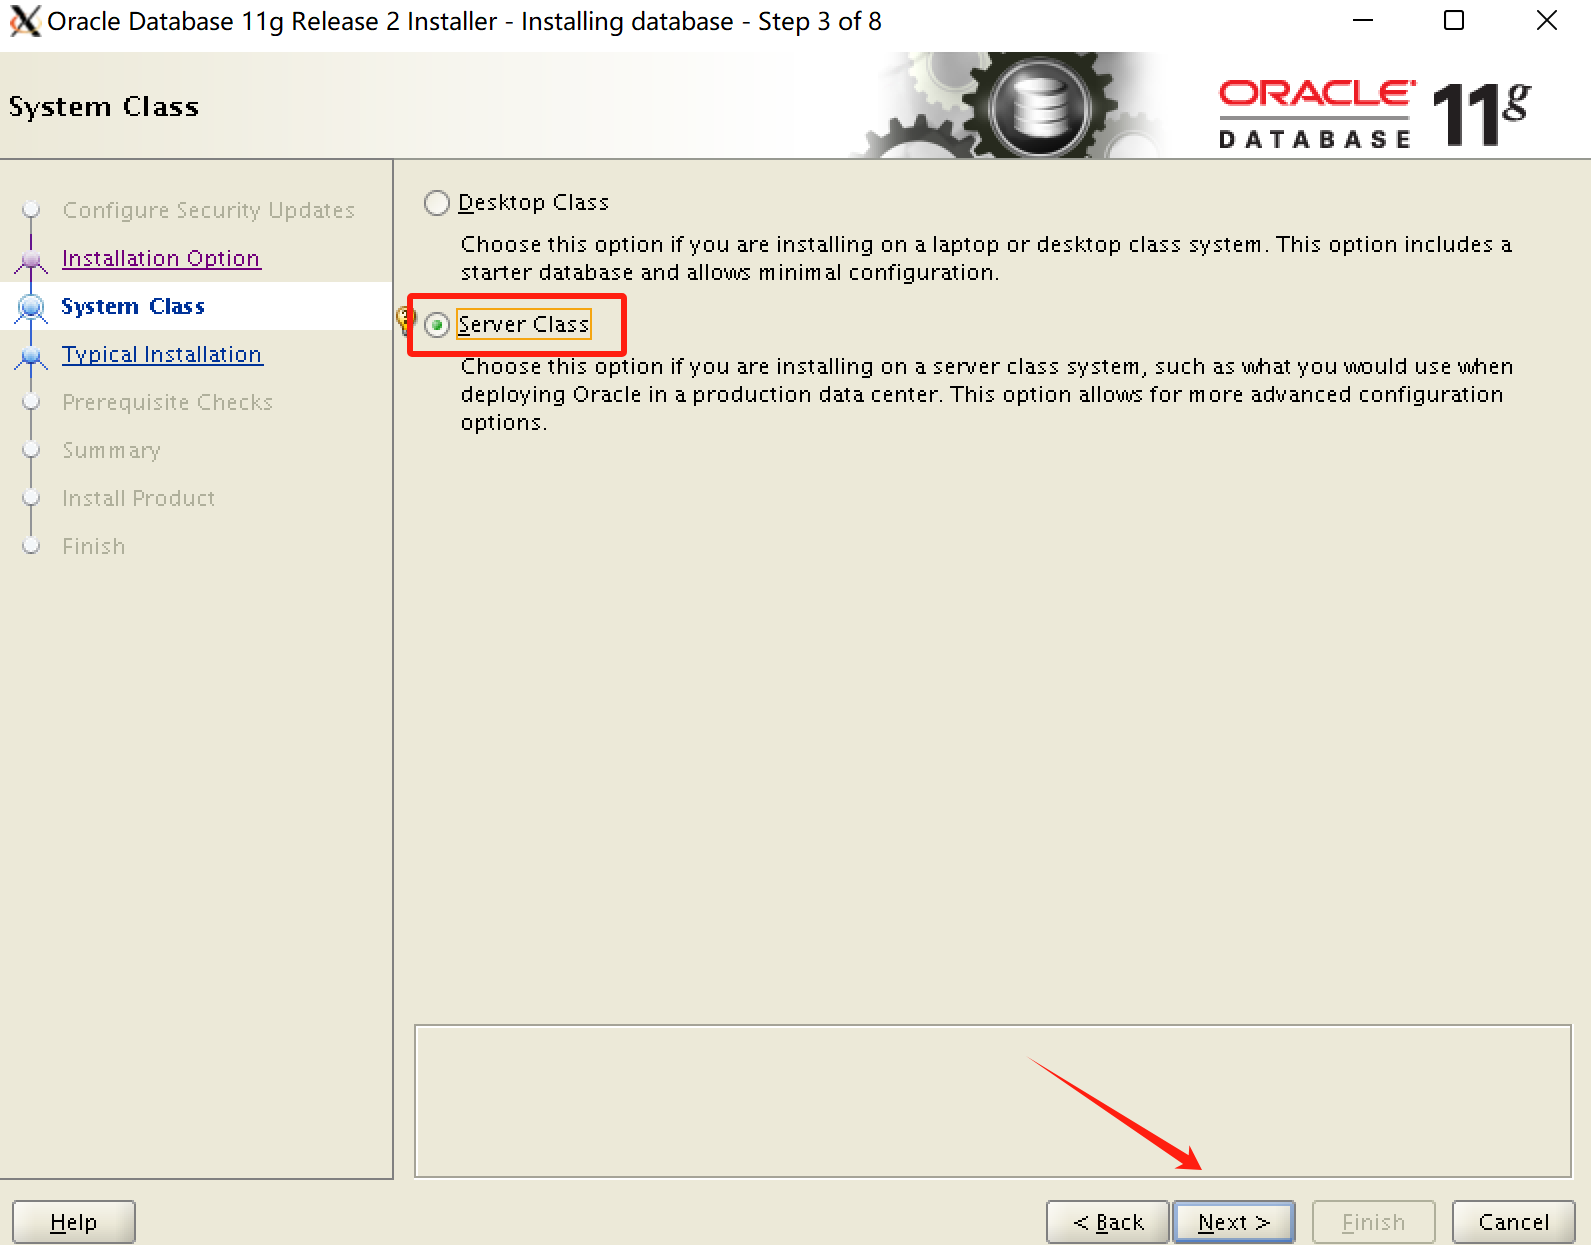 Oracle Database 11g Release 2 Installer - Installing database - Step 3 of 8
System Class
ORACLE
DATABASE
11g
Configure Security Updates
Installation Option
System Class
Typical Installation
Prerequisite Checks
Summary
Install Product
Finish
Desktop Class
Choose this option if you are installing on a laptop or desktop class system. This option includes a
starter database and allows minimal configuration.
Server Class
Choose this option if you are installing on a server class system, such as what you would use when
deploying Oracle in a production data center. This option allows for more advanced configuration
options.
Help
< Back
Next >
Finish
Cancel